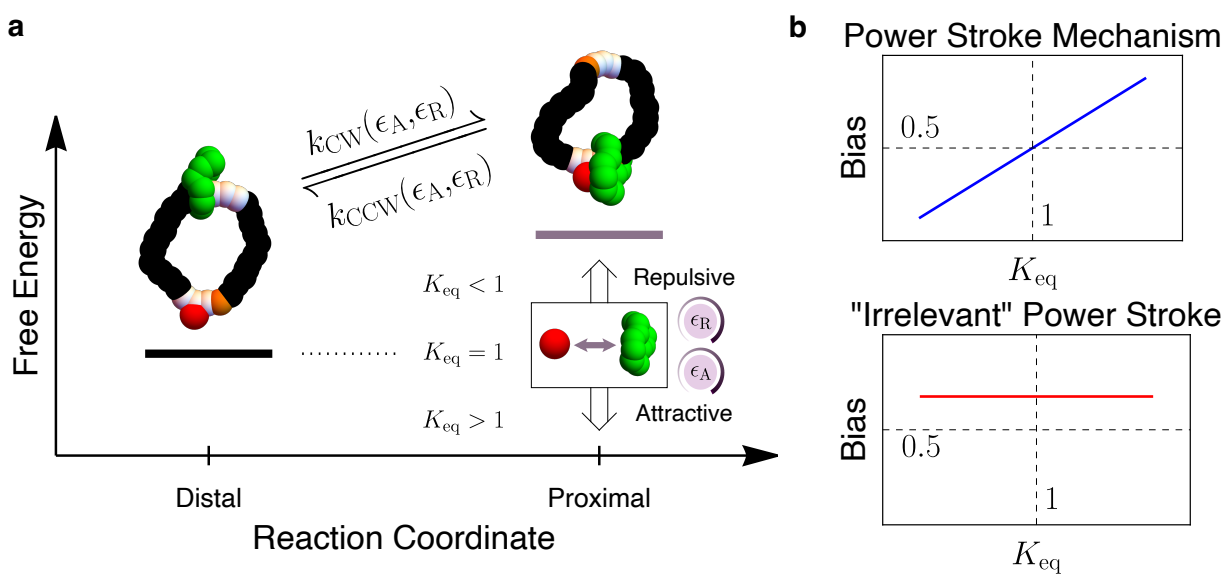 a
Free Energy
k_CW(ϵ_A,ϵ_R)
k_CCW(ϵ_A,ϵ_R)
K_eq < 1
K_eq = 1
K_eq > 1
Repulsive
ϵ_R
ϵ_A
Attractive
Distal
Proximal
Reaction Coordinate
b
Power Stroke Mechanism
Bias
0.5
1
K_eq
"Irrelevant" Power Stroke
Bias
0.5
1
K_eq